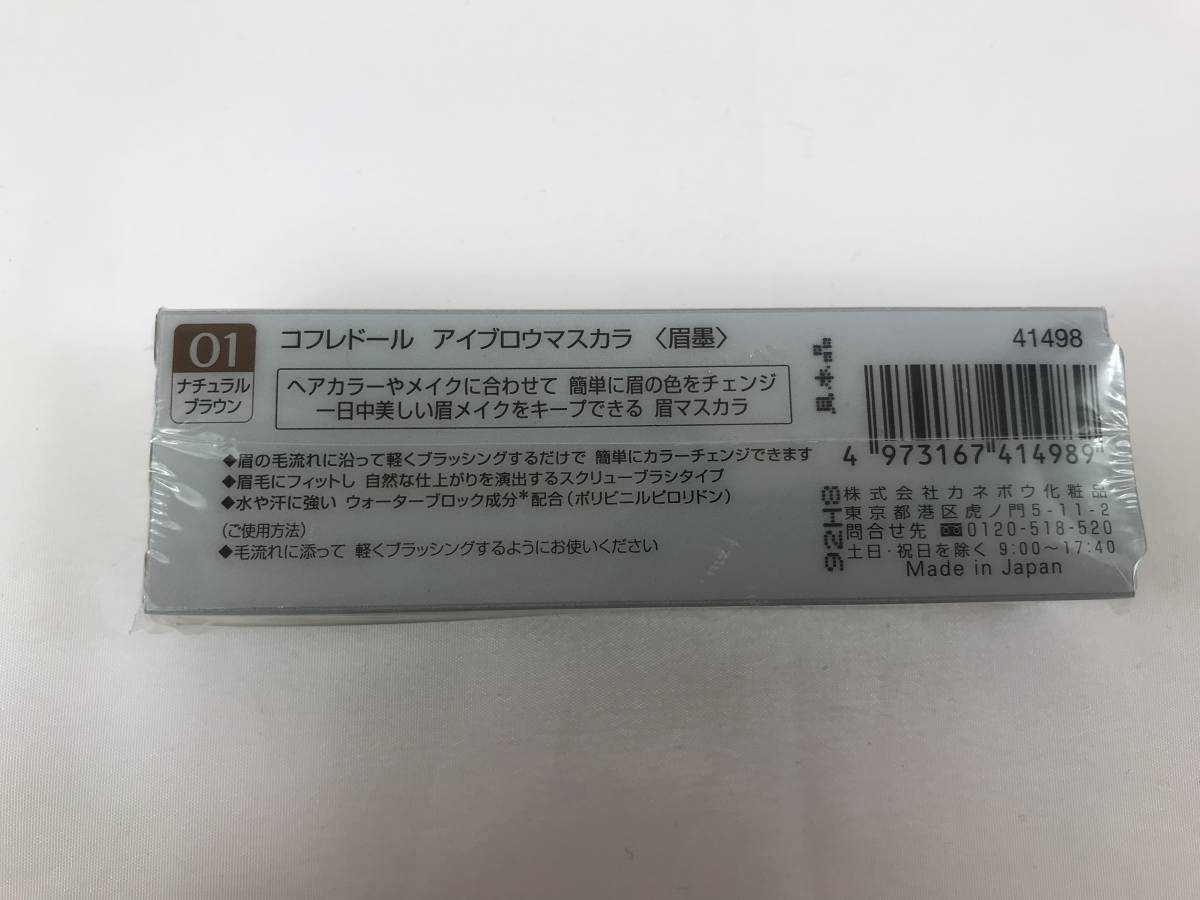 01
ナチュラル
ブラウン
コフレドール アイブロウマスカラ 〈眉墨〉
ヘアカラーやメイクに合わせて 簡単に眉の色をチェンジ
一日中美しい眉メイクをキープできる 眉マスカラ
◆眉の毛流れに沿って軽くブラッシングするだけで 簡単にカラーチェンジできます
◆眉毛にフィットし 自然な仕上がりを演出するスクリューブラシタイプ
◆水や汗に強い ウォーターブロック成分*配合(ポリビニルピロリドン)
〈ご使用方法〉
◆毛流れに添って 軽くブラッシングするようにお使いください
見本品
41498
4 973167 414989
92H8
株式会社カネボウ化粧品
東京都港区虎ノ門5-11-2
問合せ先 0120-518-520
土日・祝日を除く 9:00〜17:40
Made in Japan